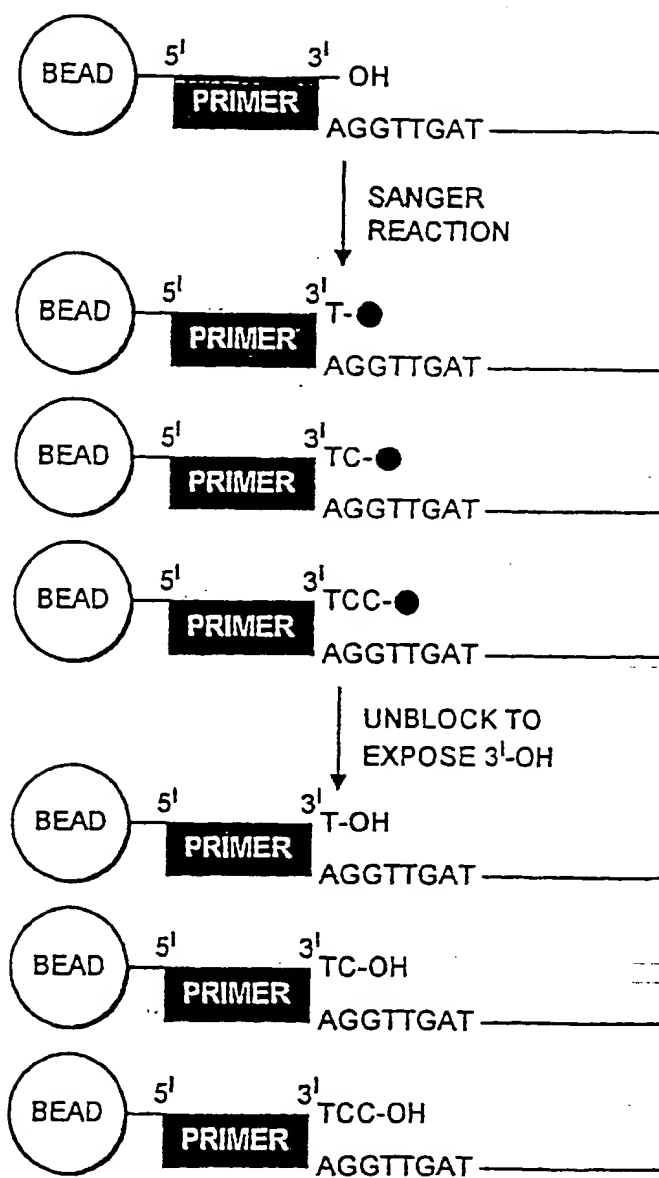 5' 3'
BEAD OH
PRIMER
AGGTTGAT
SANGER
REACTION
5' 3'
BEAD T-●
PRIMER
AGGTTGAT
5' 3'
BEAD TC-●
PRIMER
AGGTTGAT
5' 3'
BEAD TCC-●
PRIMER
AGGTTGAT
UNBLOCK TO
EXPOSE 3'-OH
5' 3'
BEAD T-OH
PRIMER
AGGTTGAT
5' 3'
BEAD TC-OH
PRIMER
AGGTTGAT
5' 3'
BEAD TCC-OH
PRIMER
AGGTTGAT